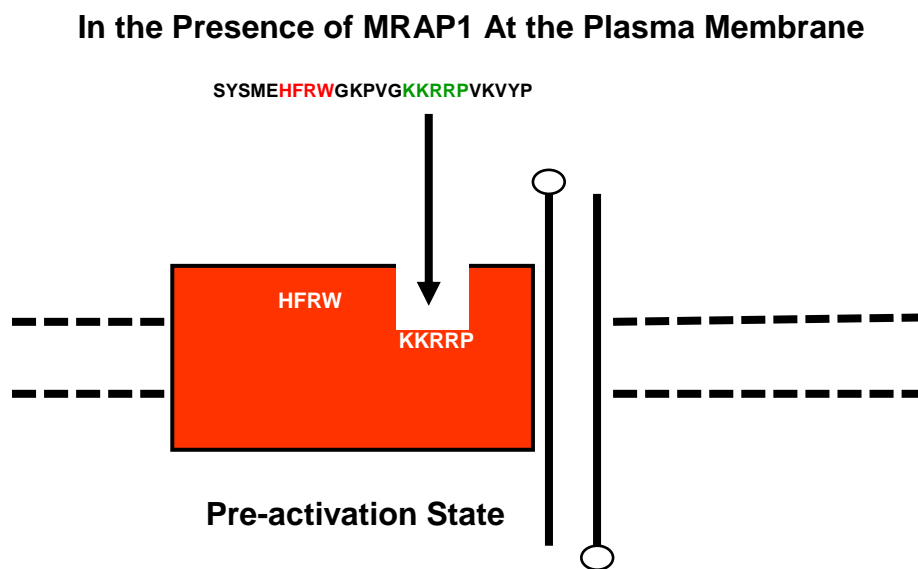 In the Presence of MRAP1 At the Plasma Membrane
SYSMEHFRWGKPVGKKRRPVKVYP
HFRW
KKRRP
Pre-activation State